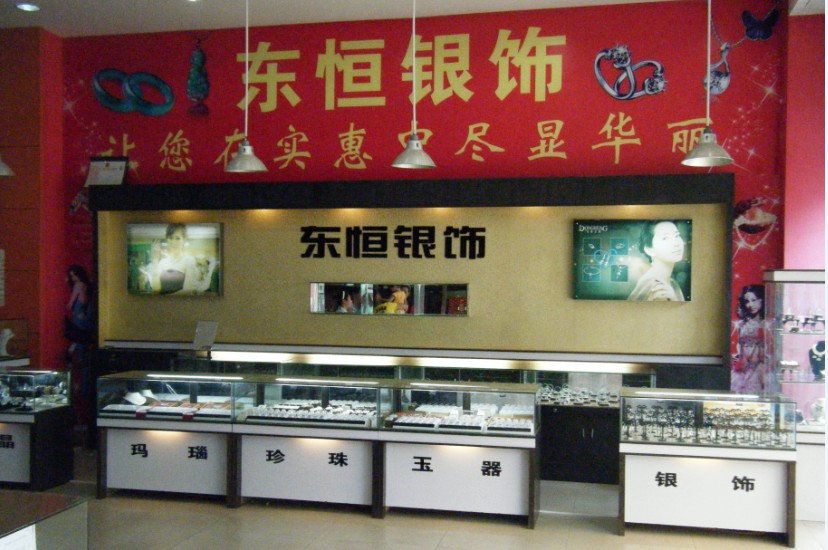 东恒银饰
让您在实惠中尽显华丽
东恒银饰
玛瑙
珍珠
玉器
银饰
晶